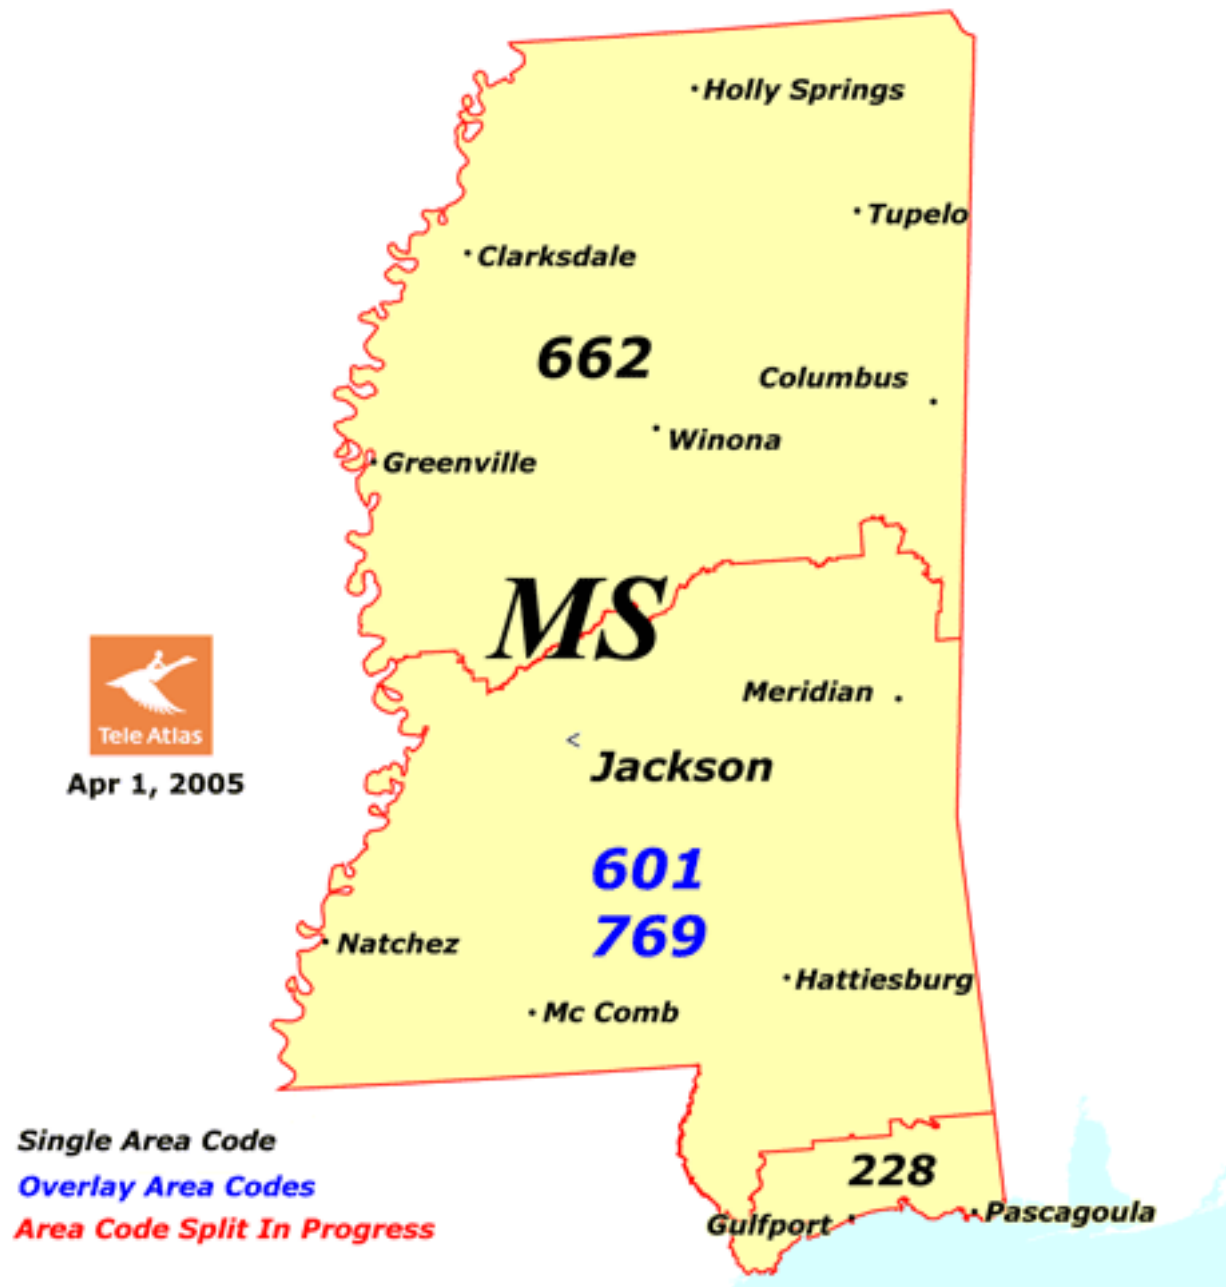 Holly Springs
Tupelo
Clarksdale
662
Columbus
Winona
Greenville
MS
Meridian
Tele Atlas
<
Jackson
Apr 1, 2005
601
769
Natchez
Hattiesburg
Mc Comb
Single Area Code
228
Overlay Area Codes
Pascagoula
Gulfport
Area Code Split In Progress